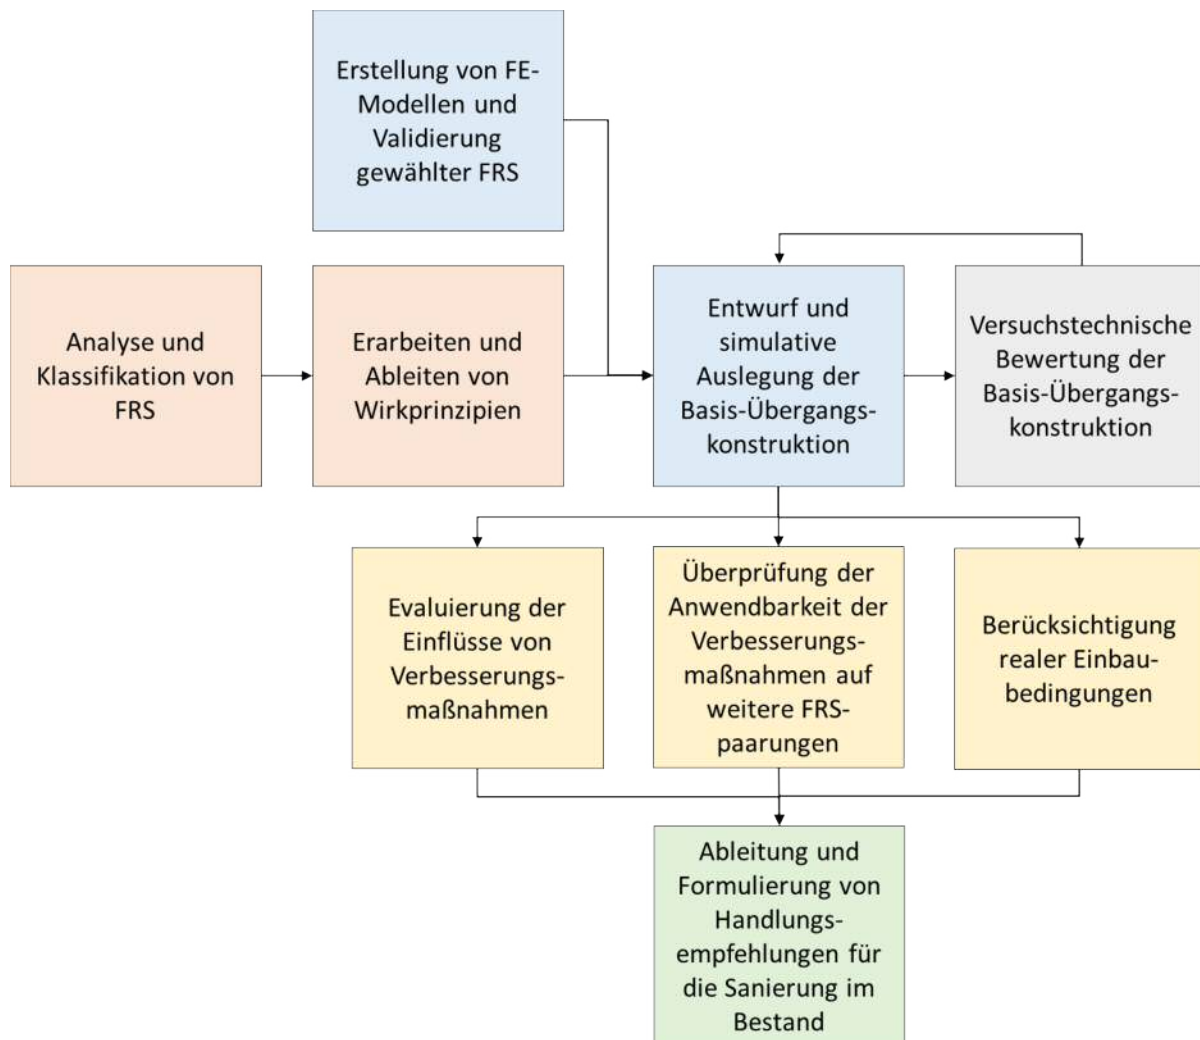 Erstellung von FE-
Modellen und
Validierung
gewählter FRS
Analyse und
Klassifikation von
FRS
Erarbeiten und
Ableiten von
Wirkprinzipien
Entwurf und
simulative
Auslegung der
Basis-Übergangs-
konstruktion
Versuchstechnische
Bewertung der
Basis-Übergangs-
konstruktion
Evaluierung der
Einflüsse von
Verbesserungs-
maßnahmen
Überprüfung der
Anwendbarkeit der
Verbesserungs-
maßnahmen auf
weitere FRS-
paarungen
Berücksichtigung
realer Einbau-
bedingungen
Ableitung und
Formulierung von
Handlungs-
empfehlungen für
die Sanierung im
Bestand